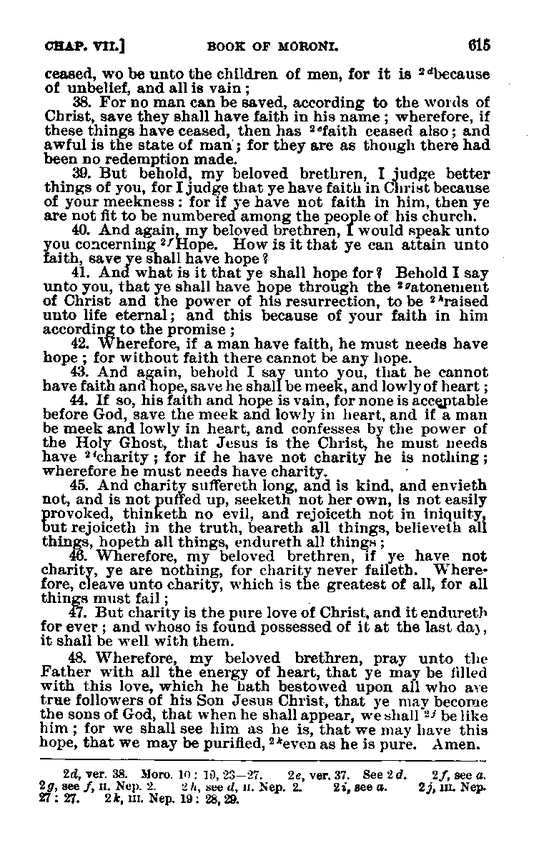 CHAP. VII.] BOOK OF MORONI. 615
ceased, wo be unto the children of men, for it is 2dbecause
of unbelief, and all is vain;
38. For no man can be saved, according to the words of
Christ, save they shall have faith in his name; wherefore, if
these things have ceased, then has 2efaith ceased also; and
awful is the state of man; for they are as though there had
been no redemption made.
39. But behold, my beloved brethren, I judge better
things of you, for I judge that ye have faith in Christ because
of your meekness: for if ye have not faith in him, then ye
are not fit to be numbered among the people of his church.
40. And again, my beloved brethren, I would speak unto
you concerning 2fHope. How is it that ye can attain unto
faith, save ye shall have hope?
41. And what is it that ye shall hope for? Behold I say
unto you, that ye shall have hope through the 2gatonement
of Christ and the power of his resurrection, to be 2hraised
unto life eternal; and this because of your faith in him
according to the promise;
42. Wherefore, if a man have faith, he must needs have
hope; for without faith there cannot be any hope.
43. And again, behold I say unto you, that he cannot
have faith and hope, save he shall be meek, and lowly of heart;
44. If so, his faith and hope is vain, for none is acceptable
before God, save the meek and lowly in heart, and if a man
be meek and lowly in heart, and confesses by the power of
the Holy Ghost, that Jesus is the Christ, he must needs
have 2icharity; for if he have not charity he is nothing;
wherefore he must needs have charity.
45. And charity suffereth long, and is kind, and envieth
not, and is not puffed up, seeketh not her own, is not easily
provoked, thinketh no evil, and rejoiceth not in iniquity,
but rejoiceth in the truth, beareth all things, believeth all
things, hopeth all things, endureth all things;
46. Wherefore, my beloved brethren, if ye have not
charity, ye are nothing, for charity never faileth. Where-
fore, cleave unto charity, which is the greatest of all, for all
things must fail;
47. But charity is the pure love of Christ, and it endureth
for ever; and whoso is found possessed of it at the last day,
it shall be well with them.
48. Wherefore, my beloved brethren, pray unto the
Father with all the energy of heart, that ye may be filled
with this love, which he hath bestowed upon all who are
true followers of his Son Jesus Christ, that ye may become
the sons of God, that when he shall appear, we shall 2jbe like
him; for we shall see him as he is, that we may have this
hope, that we may be purified, 2keven as he is pure. Amen.
2d, ver. 38. Moro. 10: 19, 23–27. 2e, ver. 37. See 2d. 2f, see a.
2g, see f, II. Nep. 2. 2h, see d, II. Nep. 2. 2i, see a. 2j, III. Nep.
27: 27. 2k, III. Nep. 19: 28, 29.